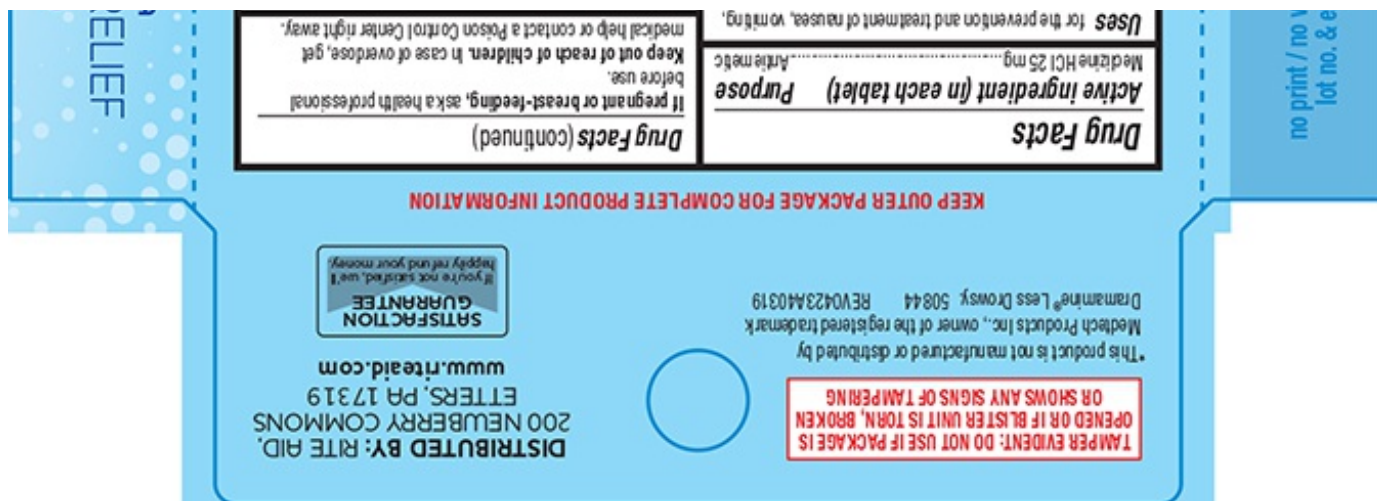 TAMPER EVIDENT: DO NOT USE IF PACKAGE IS
OPENED OR IF BLISTER UNIT IS TORN, BROKEN
OR SHOWS ANY SIGNS OF TAMPERING
*This product is not manufactured or distributed by
Medtech Products Inc., owner of the registered trademark
Dramamine® Less Drowsy. 50844 REV0423A40319
DISTRIBUTED BY: RITE AID,
200 NEWBERRY COMMONS
ETTERS, PA 17319
www.riteaid.com
SATISFACTION
GUARANTEE
If you're not satisfied, we'll
happily refund your money.
KEEP OUTER PACKAGE FOR COMPLETE PRODUCT INFORMATION
Drug Facts
Active ingredient (in each tablet) Purpose
Meclizine HCl 25 mg..................................................Antiemetic
Uses for the prevention and treatment of nausea, vomiting,
Drug Facts (continued)
If pregnant or breast-feeding, ask a health professional
before use.
Keep out of reach of children. In case of overdose, get
medical help or contact a Poison Control Center right away.
RELIEF
no print / no
lot no. &